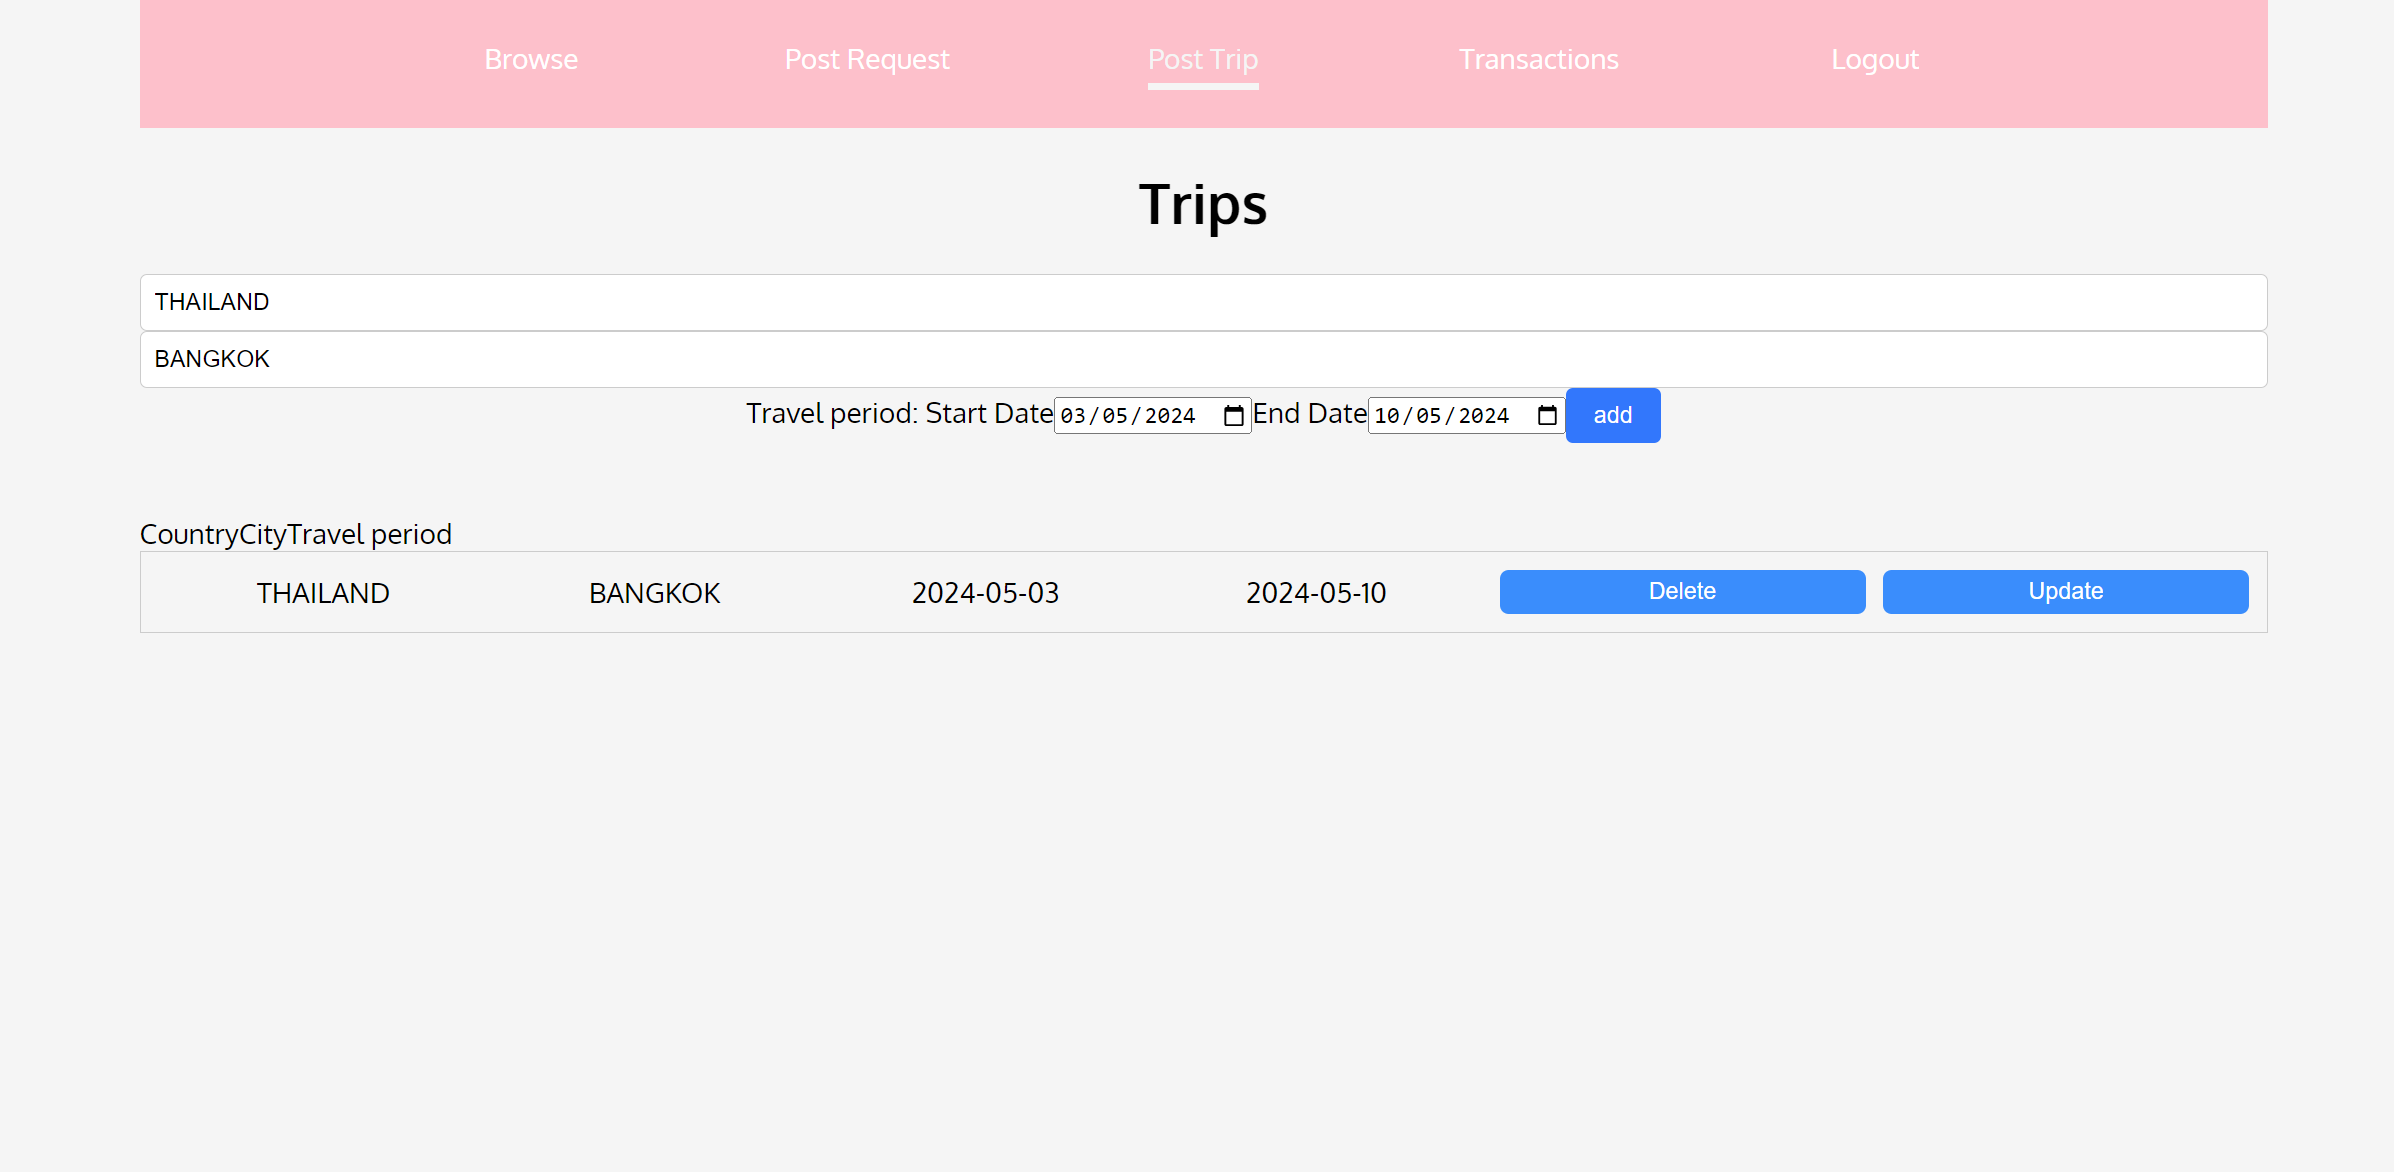 Browse Post Request Post Trip Transactions Logout
Trips
THAILAND
BANGKOK
Travel period: Start Date 03/05/2024 End Date 10/05/2024 add
CountryCityTravel period
THAILAND BANGKOK 2024-05-03 2024-05-10 Delete Update